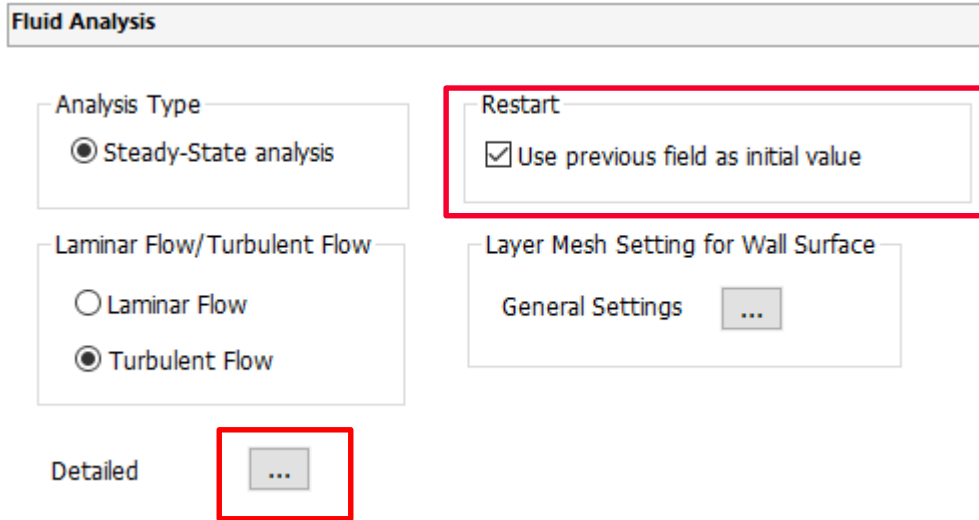 Fluid Analysis
Analysis Type
Steady-State analysis
Restart
Use previous field as initial value
Laminar Flow/Turbulent Flow
Laminar Flow
Turbulent Flow
Layer Mesh Setting for Wall Surface
General Settings ...
Detailed ...